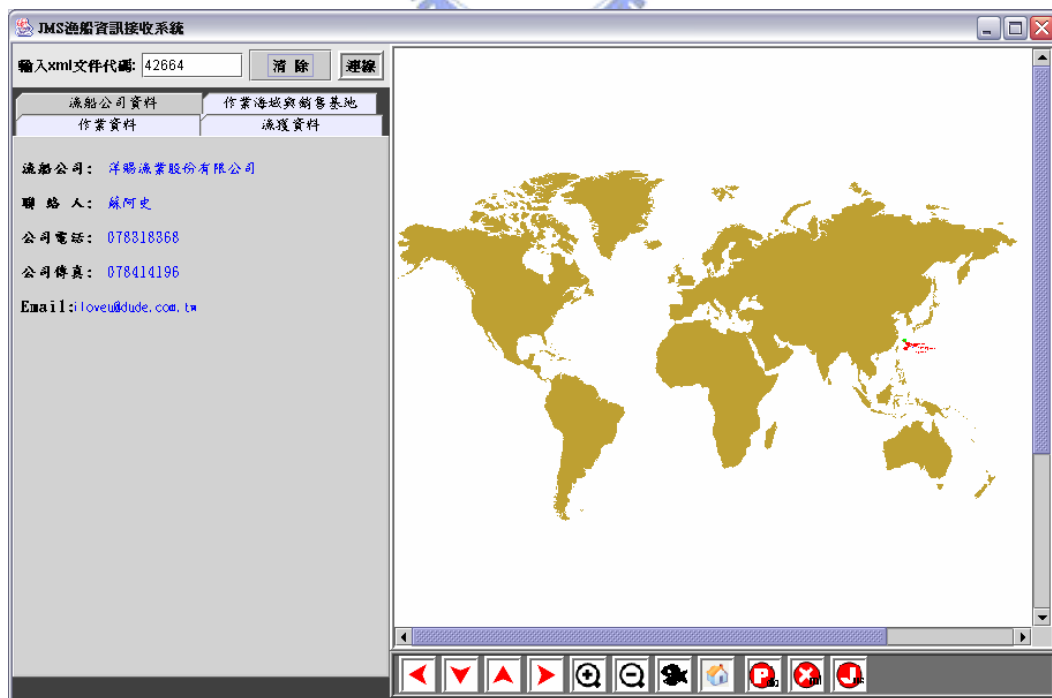 JMS漁船資訊接收系統
輸入xml文件代碼: 42664 清 除 連線
漁船公司資料 作業海域與銷售基地
作業資料 漁獲資料
漁船公司: 洋賜漁業股份有限公司
聯 絡 人: 蘇阿史
公司電話: 078318368
公司傳真: 078414196
Email:iloveu@dude.com.tw
P X J